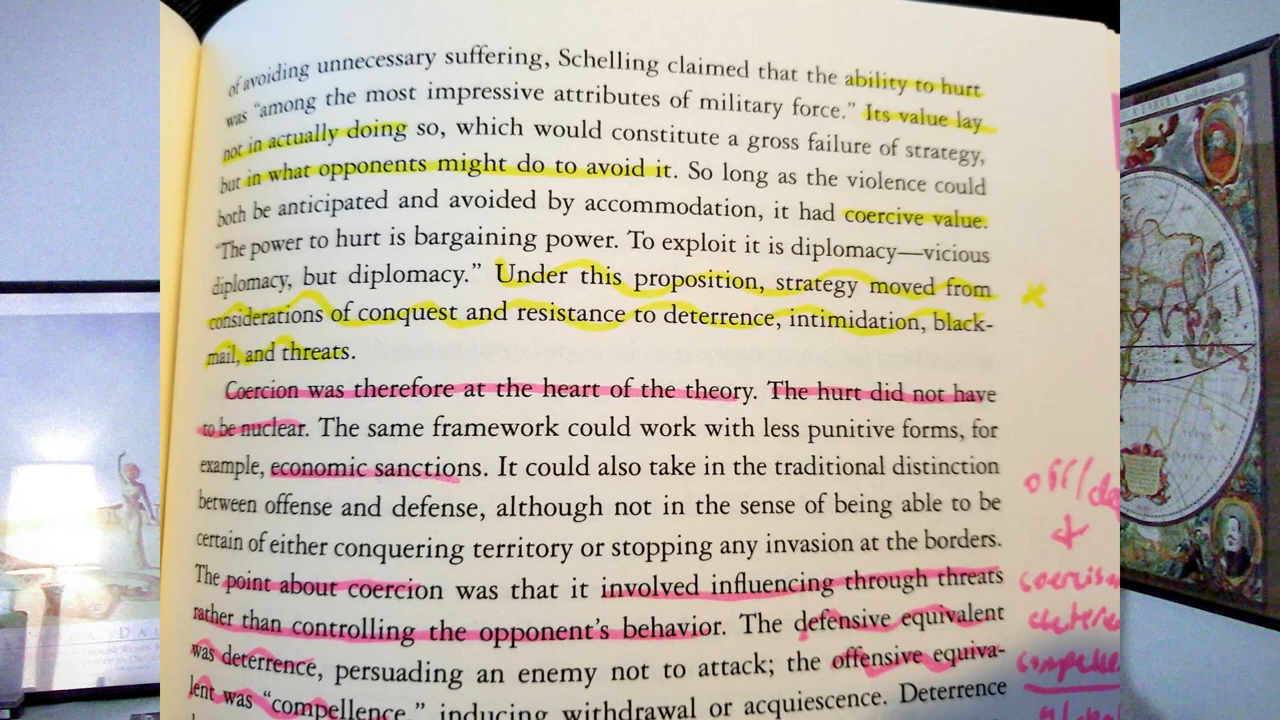 of avoiding unnecessary suffering, Schelling claimed that the ability to hurt
was “among the most impressive attributes of military force.” Its value lay
not in actually doing so, which would constitute a gross failure of strategy,
but in what opponents might do to avoid it. So long as the violence could
both be anticipated and avoided by accommodation, it had coercive value.
“The power to hurt is bargaining power. To exploit it is diplomacy—vicious
diplomacy, but diplomacy.” Under this proposition, strategy moved from
considerations of conquest and resistance to deterrence, intimidation, black-
mail, and threats.
Coercion was therefore at the heart of the theory. The hurt did not have
to be nuclear. The same framework could work with less punitive forms, for
example, economic sanctions. It could also take in the traditional distinction
between offense and defense, although not in the sense of being able to be
certain of either conquering territory or stopping any invasion at the borders.
The point about coercion was that it involved influencing through threats
rather than controlling the opponent’s behavior. The defensive equivalent
was deterrence, persuading an enemy not to attack; the offensive equiva-
lent was “compellence,” inducing withdrawal or acquiescence. Deterrence
off/de
coercis
deterre
compelle